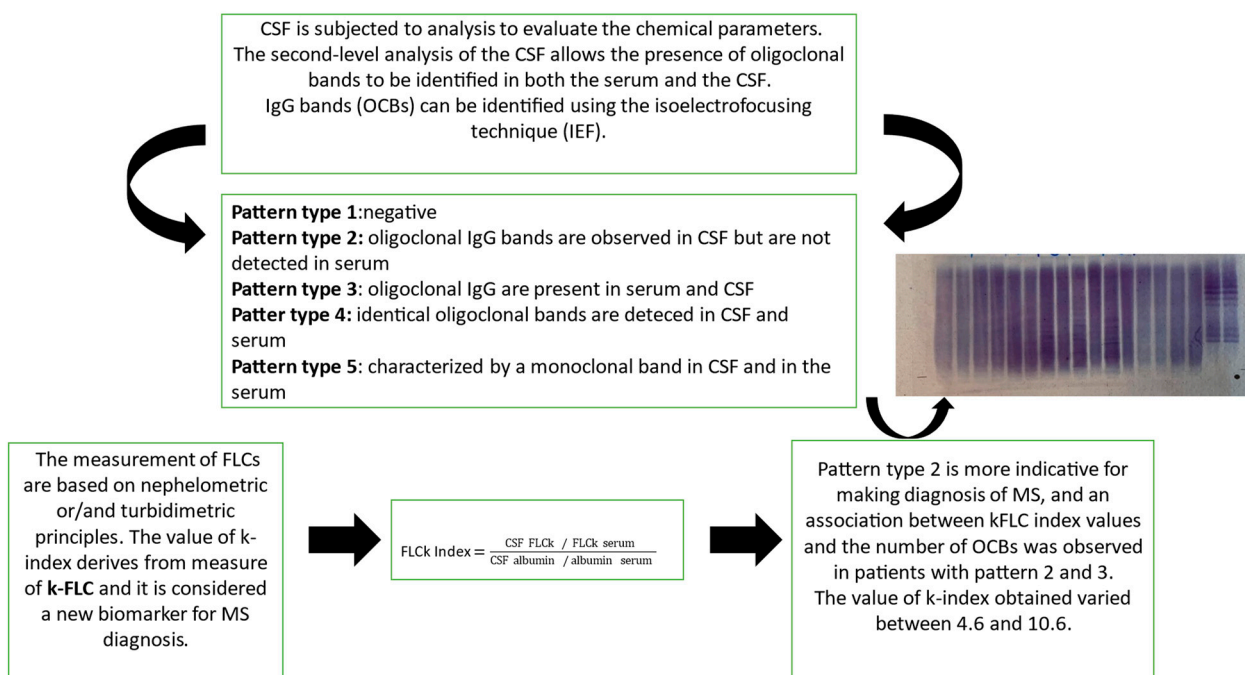 CSF is subjected to analysis to evaluate the chemical parameters.
The second-level analysis of the CSF allows the presence of oligoclonal
bands to be identified in both the serum and the CSF.
IgG bands (OCBs) can be identified using the isoelectrofocusing
technique (IEF).
Pattern type 1:negative
Pattern type 2: oligoclonal IgG bands are observed in CSF but are not
detected in serum
Pattern type 3: oligoclonal IgG are present in serum and CSF
Patter type 4: identical oligoclonal bands are deteced in CSF and
serum
Pattern type 5: characterized by a monoclonal band in CSF and in the
serum
The measurement of FLCs
are based on nephelometric
or/and turbidimetric
principles. The value of k-
index derives from measure
of k-FLC and it is considered
a new biomarker for MS
diagnosis.
FLCk Index = CSF FLCk / FLCk serum
CSF albumin / albumin serum
Pattern type 2 is more indicative for
making diagnosis of MS, and an
association between kFLC index values
and the number of OCBs was observed
in patients with pattern 2 and 3.
The value of k-index obtained varied
between 4.6 and 10.6.